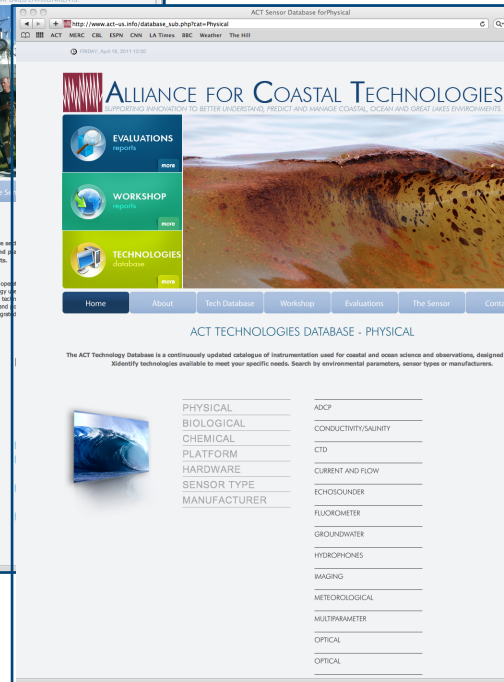 ACT Sensor Database forPhysical
http://www.act-us.info/database_sub.php?cat=Physical
ACT MERC CBL ESPN CNN LA Times BBC Weather The Hill
FRIDAY, April 18, 2011 12:00
ALLIANCE FOR COASTAL TECHNOLOGIES
SUPPORTING INNOVATION TO BETTER UNDERSTAND, PREDICT AND MANAGE COASTAL, OCEAN AND GREAT LAKES ENVIRONMENTS
EVALUATIONS
reports
more
WORKSHOP
reports
more
TECHNOLOGIES
database
more
Home About Tech Database Workshop Evaluations The Sensor Conta
ACT TECHNOLOGIES DATABASE - PHYSICAL
The ACT Technology Database is a continuously updated catalogue of instrumentation used for coastal and ocean science and observations, designed
Xidentify technologies available to meet your specific needs. Search by environmental parameters, sensor types or manufacturers.
PHYSICAL
BIOLOGICAL
CHEMICAL
PLATFORM
HARDWARE
SENSOR TYPE
MANUFACTURER
ADCP
CONDUCTIVITY/SALINITY
CTD
CURRENT AND FLOW
ECHOSOUNDER
FLUOROMETER
GROUNDWATER
HYDROPHONES
IMAGING
METEOROLOGICAL
MULTIPARAMETER
OPTICAL
OPTICAL